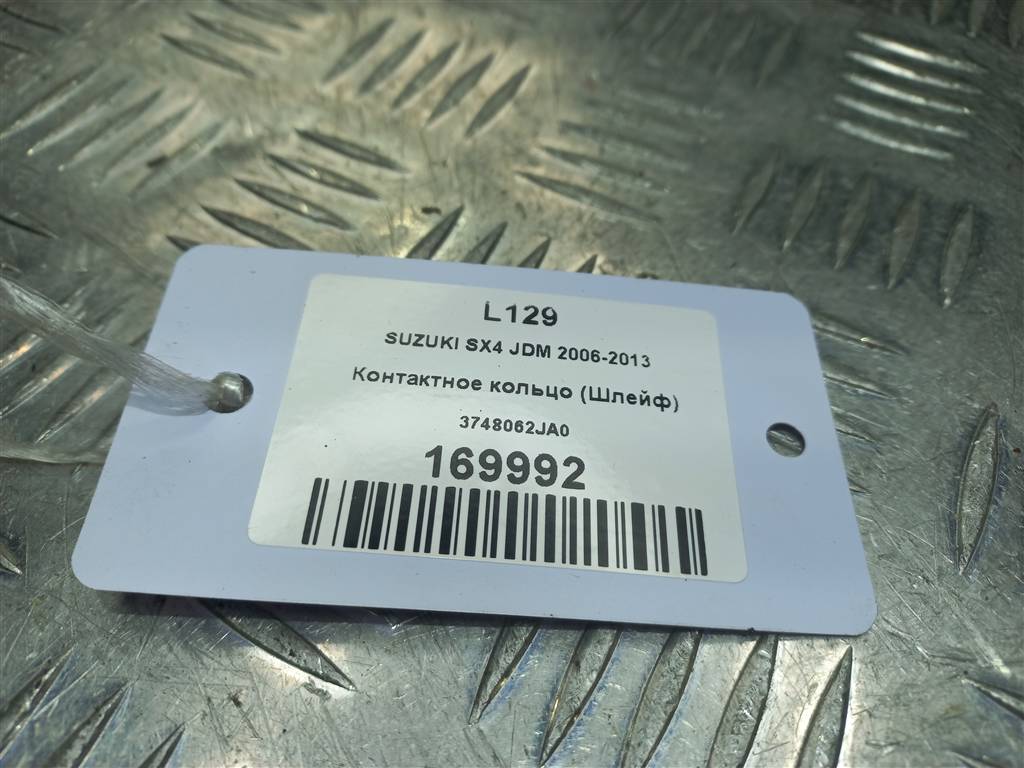 L129
SUZUKI SX4 JDM 2006-2013
Контактное кольцо (Шлейф)
3748062JA0
169992